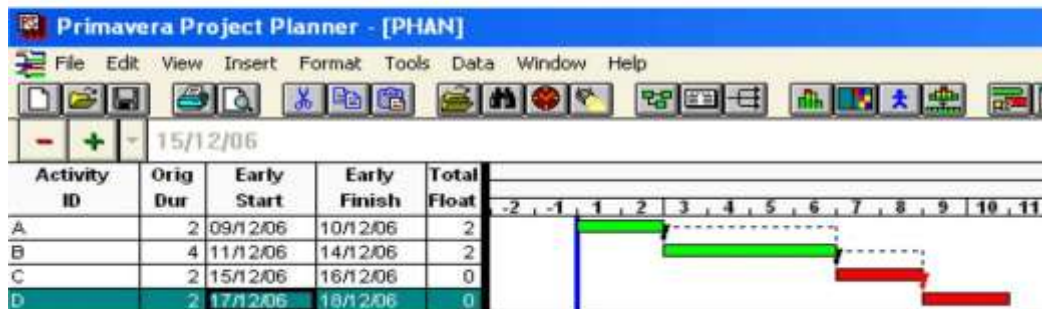 Primavera Project Planner - [PHAN]
File Edit View Insert Format Tools Data Window Help
15/12/06
Activity ID Orig Dur Early Start Early Finish Total Float
-2 -1 1 2 3 4 5 6 7 8 9 10 11
A 2 09/12/06 10/12/06 2
B 4 11/12/06 14/12/06 2
C 2 15/12/06 16/12/06 0
D 2 17/12/06 18/12/06 0